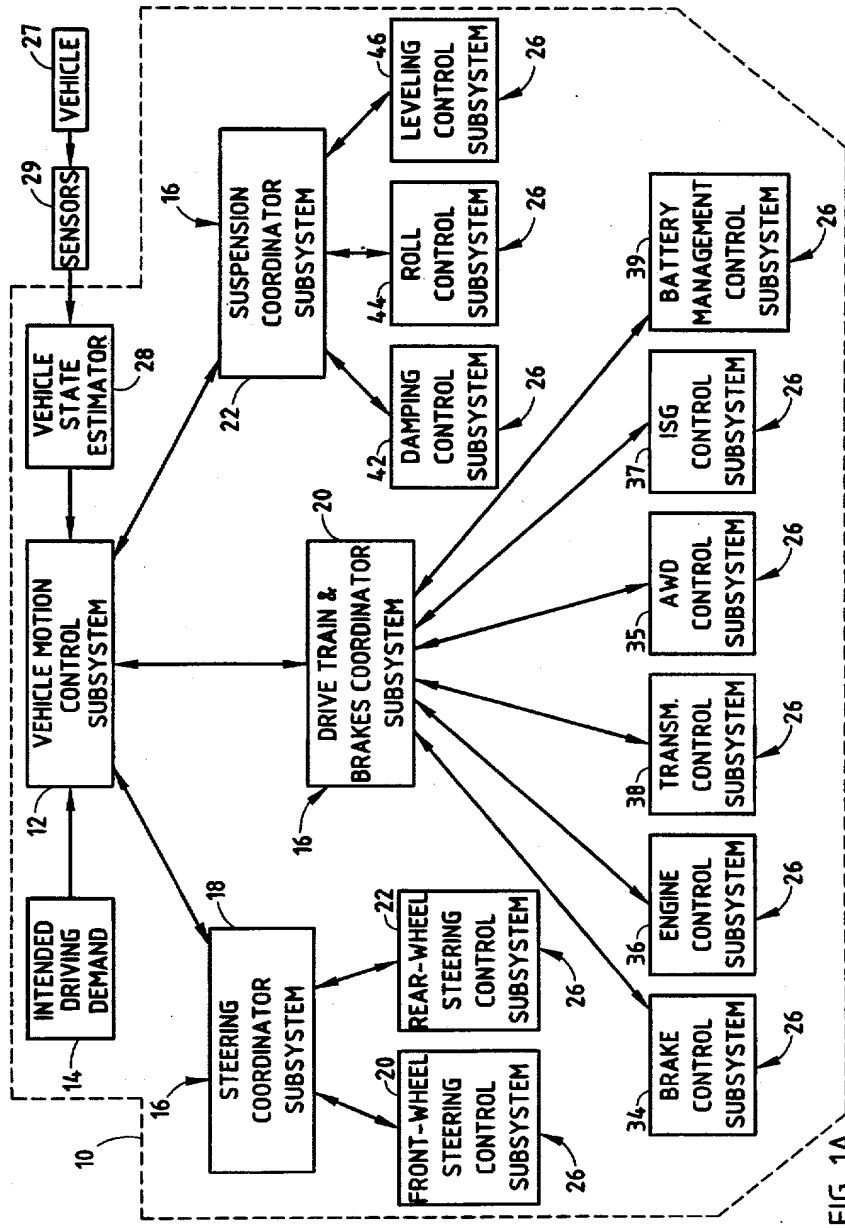 27
VEHICLE
29
SENSORS
VEHICLE
STATE
ESTIMATOR
28
VEHICLE MOTION
CONTROL
SUBSYSTEM
12
INTENDED
DRIVING
DEMAND
14
10
16
STEERING
COORDINATOR
SUBSYSTEM
18
16
DRIVE TRAIN &
BRAKES COORDINATOR
SUBSYSTEM
20
16
SUSPENSION
COORDINATOR
SUBSYSTEM
22
20
FRONT-WHEEL
STEERING
CONTROL
SUBSYSTEM
26
22
REAR-WHEEL
STEERING
CONTROL
SUBSYSTEM
26
42
DAMPING
CONTROL
SUBSYSTEM
26
44
ROLL
CONTROL
SUBSYSTEM
26
46
LEVELING
CONTROL
SUBSYSTEM
26
34
BRAKE
CONTROL
SUBSYSTEM
26
36
ENGINE
CONTROL
SUBSYSTEM
26
38
TRANSM.
CONTROL
SUBSYSTEM
26
35
AWD
CONTROL
SUBSYSTEM
26
37
ISG
CONTROL
SUBSYSTEM
26
39
BATTERY
MANAGEMENT
CONTROL
SUBSYSTEM
26
FIG. 1A